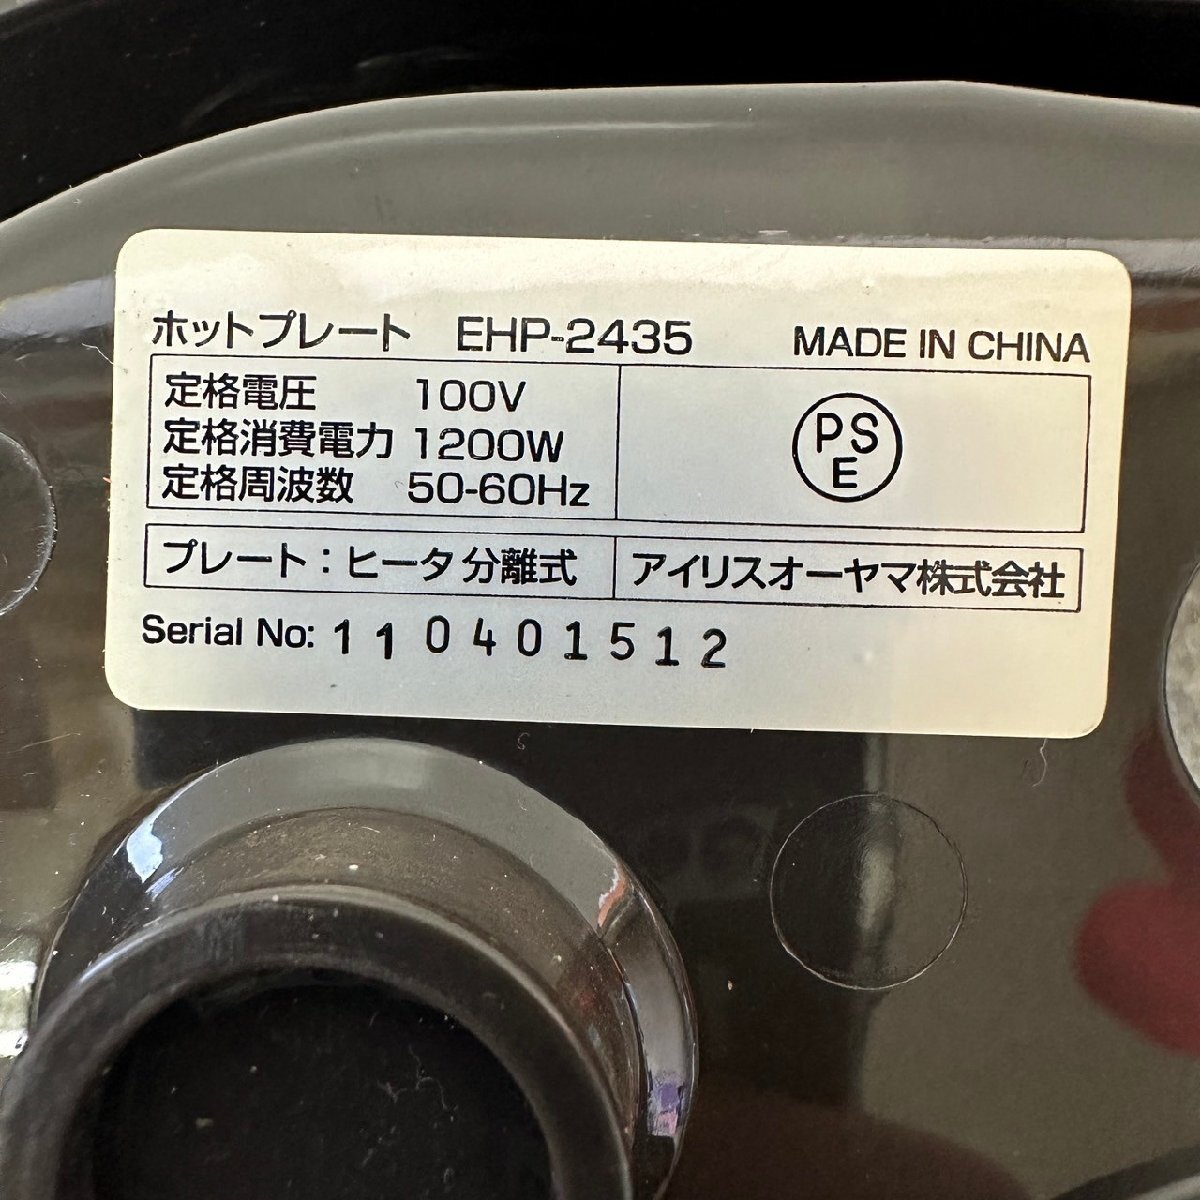 ホットプレート EHP-2435 MADE IN CHINA
定格電圧 100V
定格消費電力 1200W
定格周波数 50-60Hz
PS
E
プレート：ヒータ分離式 アイリスオーヤマ株式会社
Serial No: 110401512